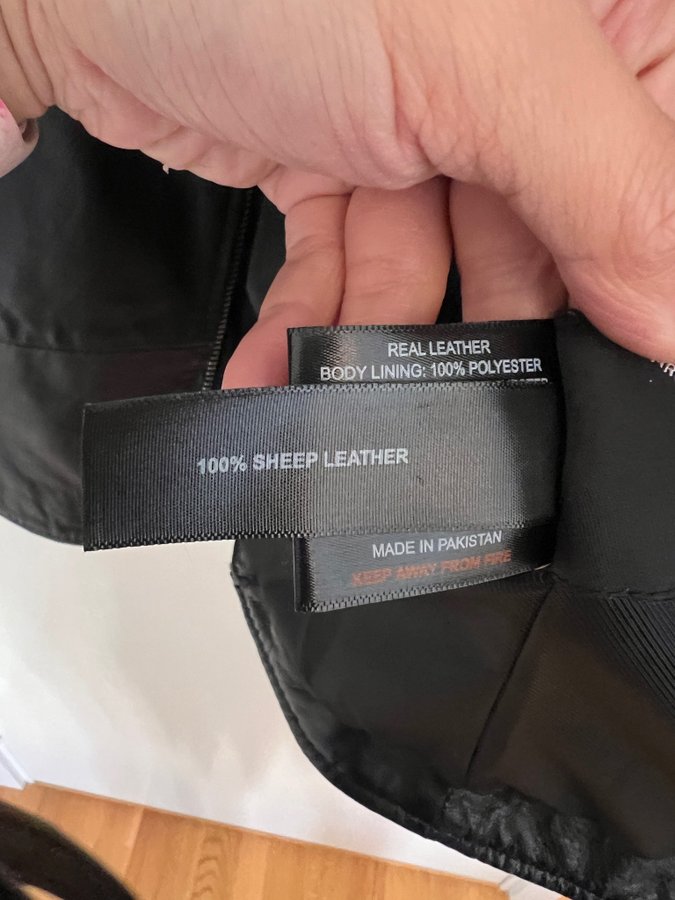 REAL LEATHER
BODY LINING: 100% POLYESTER
100% SHEEP LEATHER
MADE IN PAKISTAN
KEEP AWAY FROM FIRE